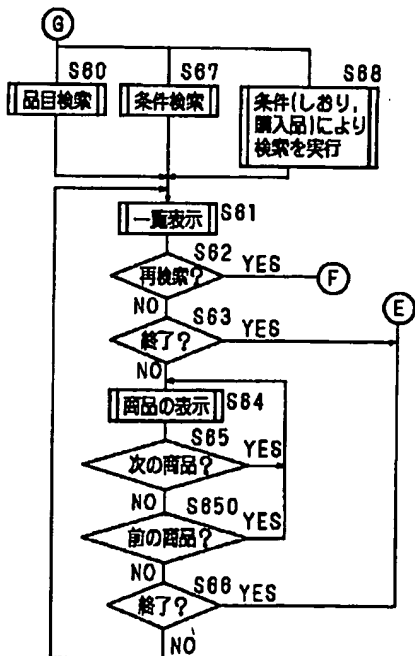 G
S60
品目検索
S67
条件検索
S68
条件(しおり,
購入品)により
検索を実行
一覧表示
S61
S62
再検索?
YES
F
NO
E
S63
終了?
YES
NO
商品の表示
S64
S65
次の商品?
YES
NO
S650
前の商品?
YES
NO
S66
終了?
YES
NO